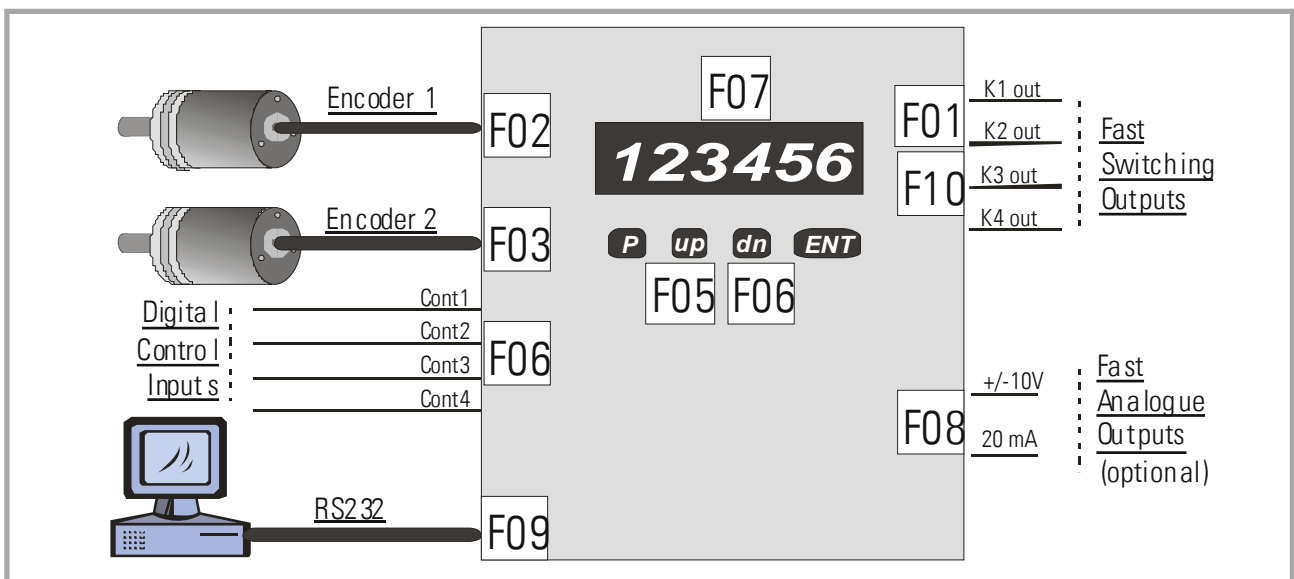 Encoder 1
F02
Encoder 2
F03
Digital
Control
Inputs
Cont1
Cont2
Cont3
Cont4
F06
RS232
F09
F07
123456
P up dn ENT
F05 F06
F01
F10
K1 out
K2 out
K3 out
K4 out
Fast
Switching
Outputs
F08
+/-10V
20 mA
Fast
Analogue
Outputs
(optional)